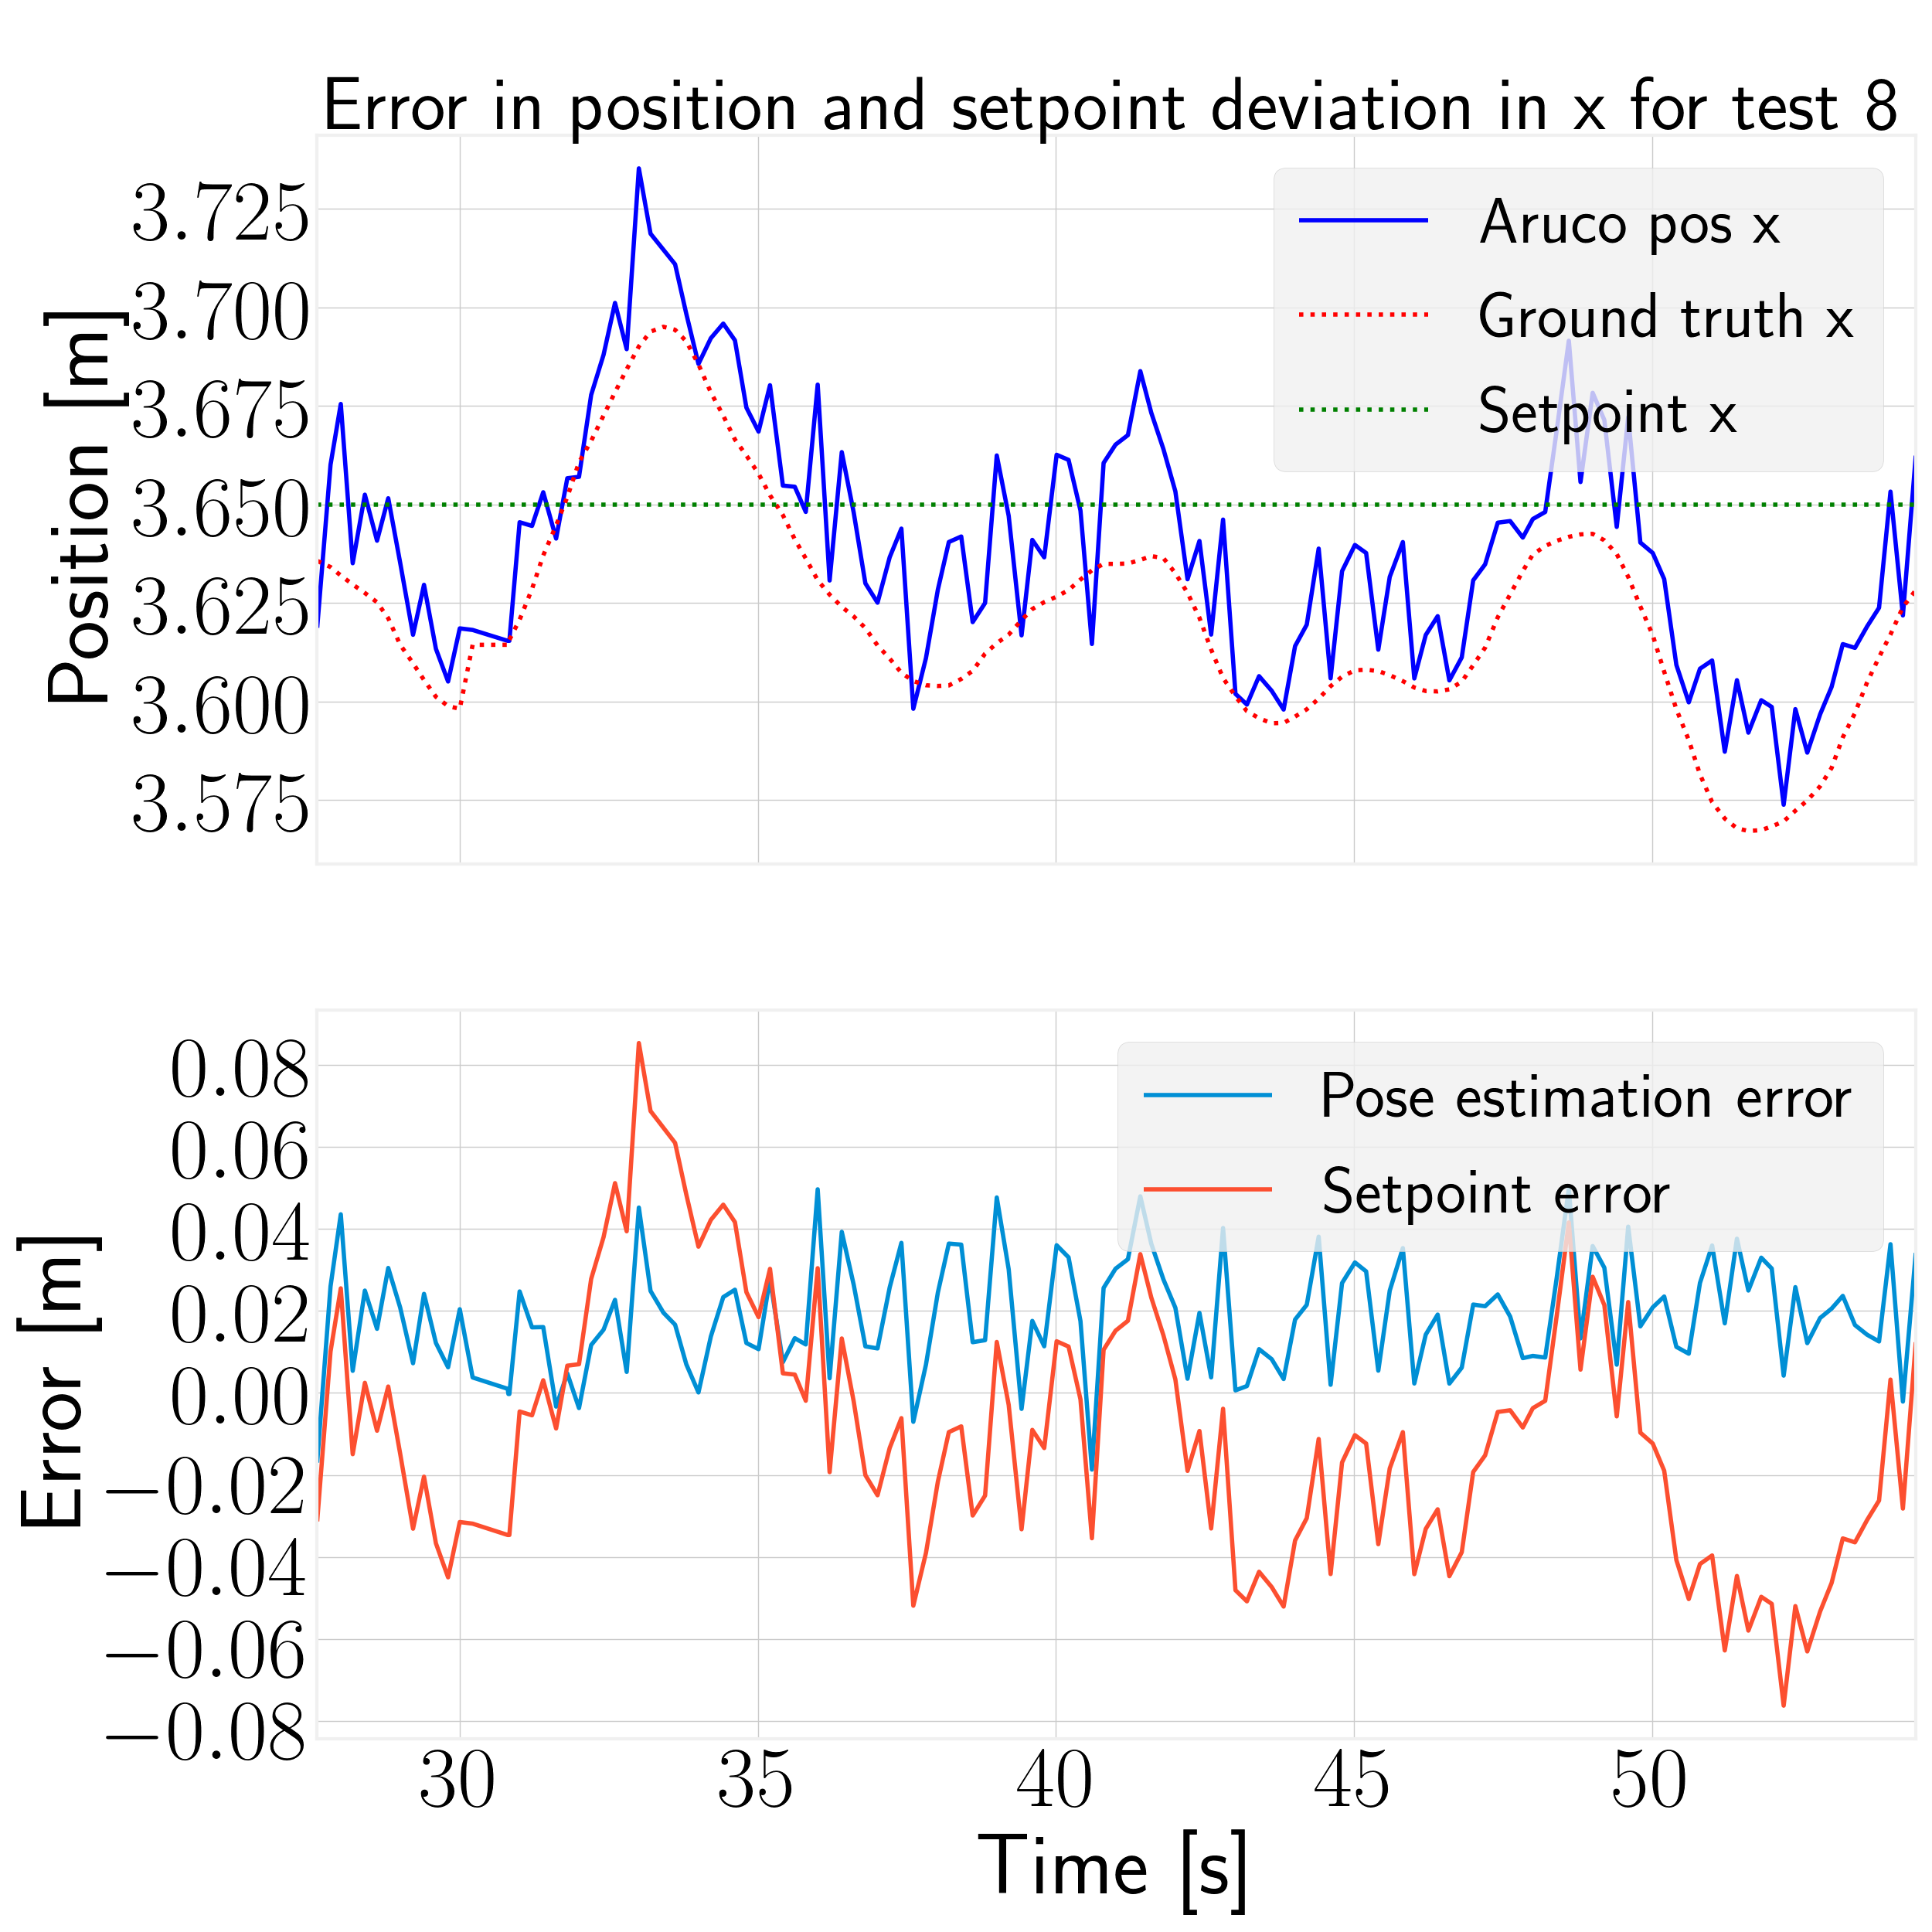 Error in position and setpoint deviation in x for test 8
Position [m]
3.725
3.700
3.675
3.650
3.625
3.600
3.575
Aruco pos x
Ground truth x
Setpoint x
Error [m]
0.08
0.06
0.04
0.02
0.00
−0.02
−0.04
−0.06
−0.08
Pose estimation error
Setpoint error
30 35 40 45 50
Time [s]